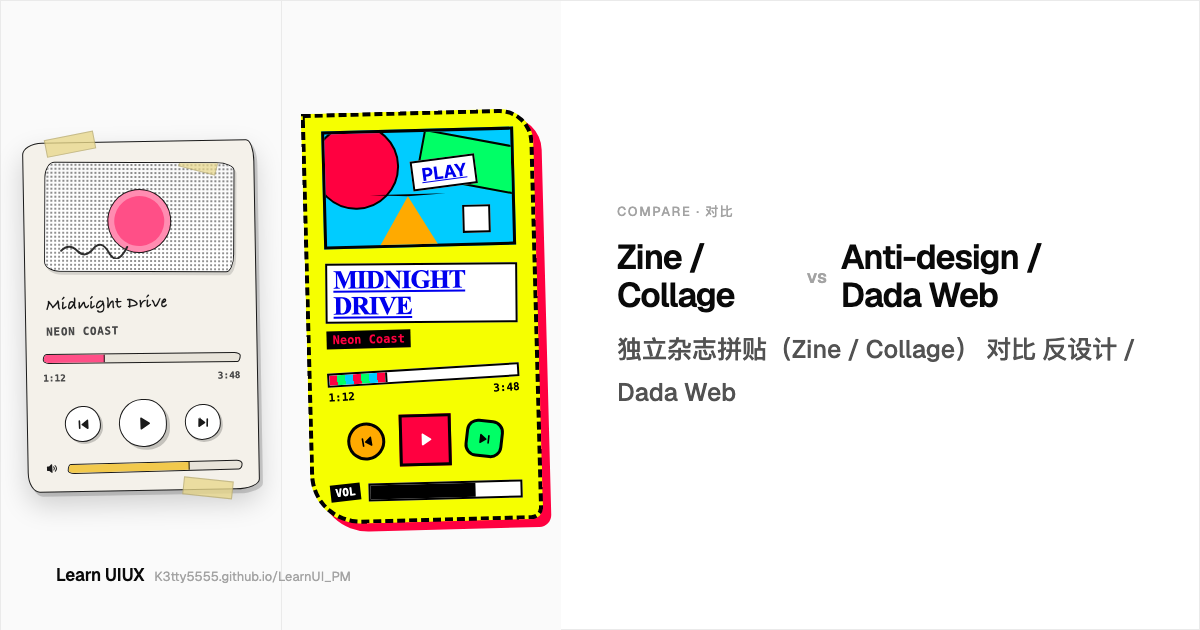 Midnight Drive
NEON COAST
1:12 3:48
PLAY
MIDNIGHT
DRIVE
Neon Coast
1:12 3:48
VOL
COMPARE · 对比
Zine /
Collage
vs
Anti-design /
Dada Web
独立杂志拼贴（Zine / Collage） 对比 反设计 /
Dada Web
Learn UIUX K3tty5555.github.io/LearnUI_PM